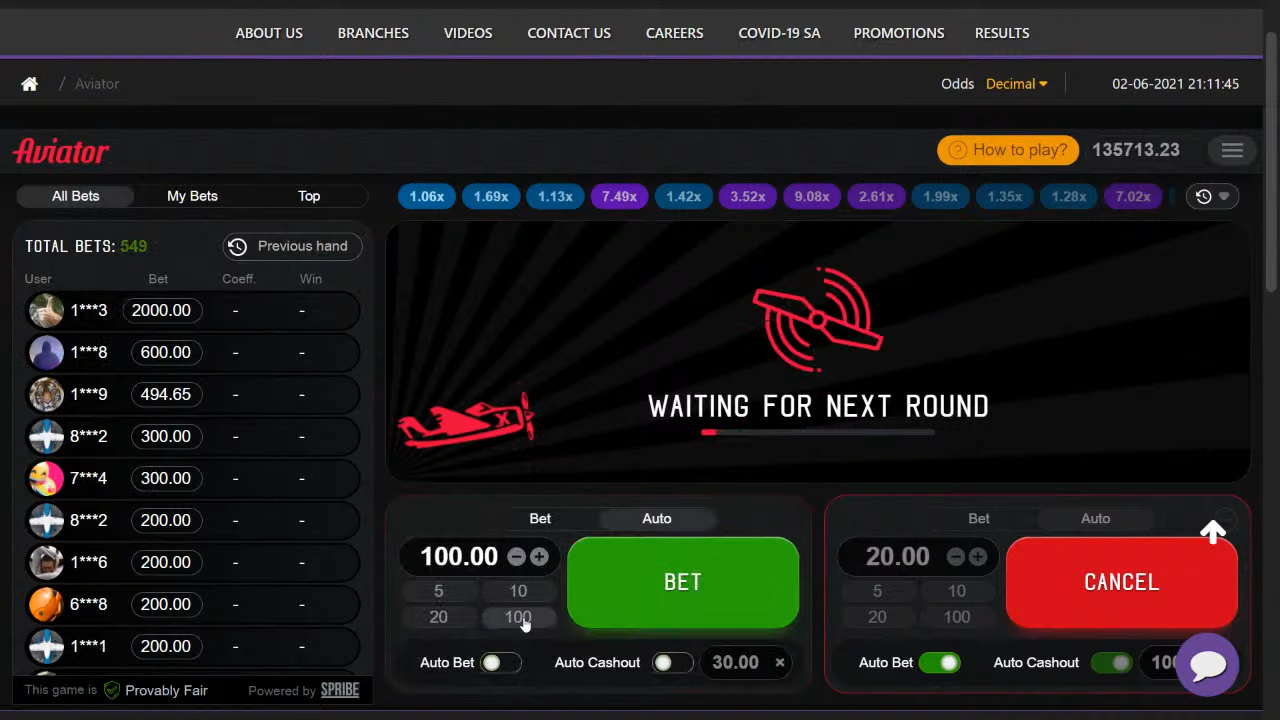 ABOUT US BRANCHES VIDEOS CONTACT US CAREERS COVID-19 SA PROMOTIONS RESULTS
/ Aviator Odds Decimal 02-06-2021 21:11:45
Aviator ? How to play? 135713.23
All Bets My Bets Top 1.06x 1.69x 1.13x 7.49x 1.42x 3.52x 9.08x 2.61x 1.99x 1.35x 1.28x 7.02x
TOTAL BETS: 549 Previous hand
User Bet Coeff. Win
1***3 2000.00 - -
1***8 600.00 - -
1***9 494.65 - -
8***2 300.00 - -
7***4 300.00 - -
8***2 200.00 - -
1***6 200.00 - -
6***8 200.00 - -
1***1 200.00 - -
This game is Provably Fair Powered by SPRIBE
WAITING FOR NEXT ROUND
Bet Auto
100.00
5 10
20 100
BET
Auto Bet Auto Cashout 30.00 ×
Bet Auto
20.00
5 10
20 100
CANCEL
Auto Bet Auto Cashout